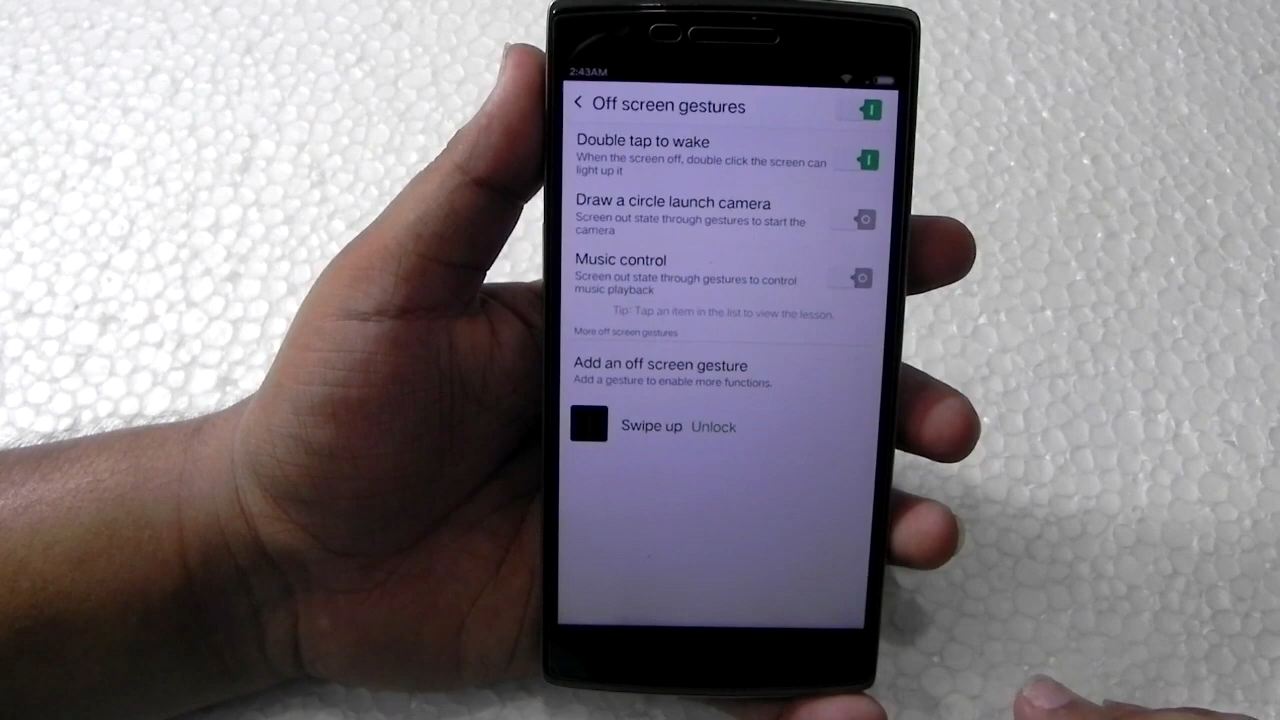 2:43AM
Off screen gestures
Double tap to wake
When the screen off, double click the screen can
light up it
Draw a circle launch camera
Screen out state through gestures to start the
camera
Music control
Screen out state through gestures to control
music playback
Tip: Tap an item in the list to view the lesson.
More off screen gestures
Add an off screen gesture
Add a gesture to enable more functions.
Swipe up Unlock